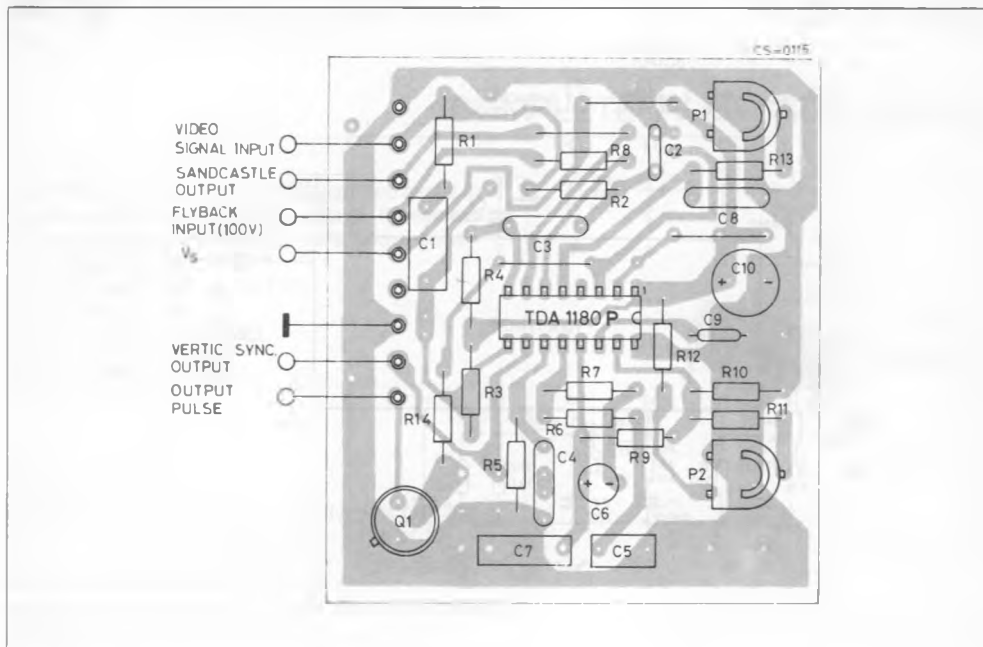 CS-0115
VIDEO
SIGNAL INPUT
SANDCASTLE
OUTPUT
FLYBACK
INPUT (100V)
Vs
VERTIC SYNC.
OUTPUT
OUTPUT
PULSE
P1
R1
R8
C2
R13
R2
C8
C1
C3
R4
C10
+ -
1
TDA 1180 P
C9
R12
R7
R10
R3
R14
R6
R11
R9
R5
C4
P2
+ -
C6
Q1
C7
C5